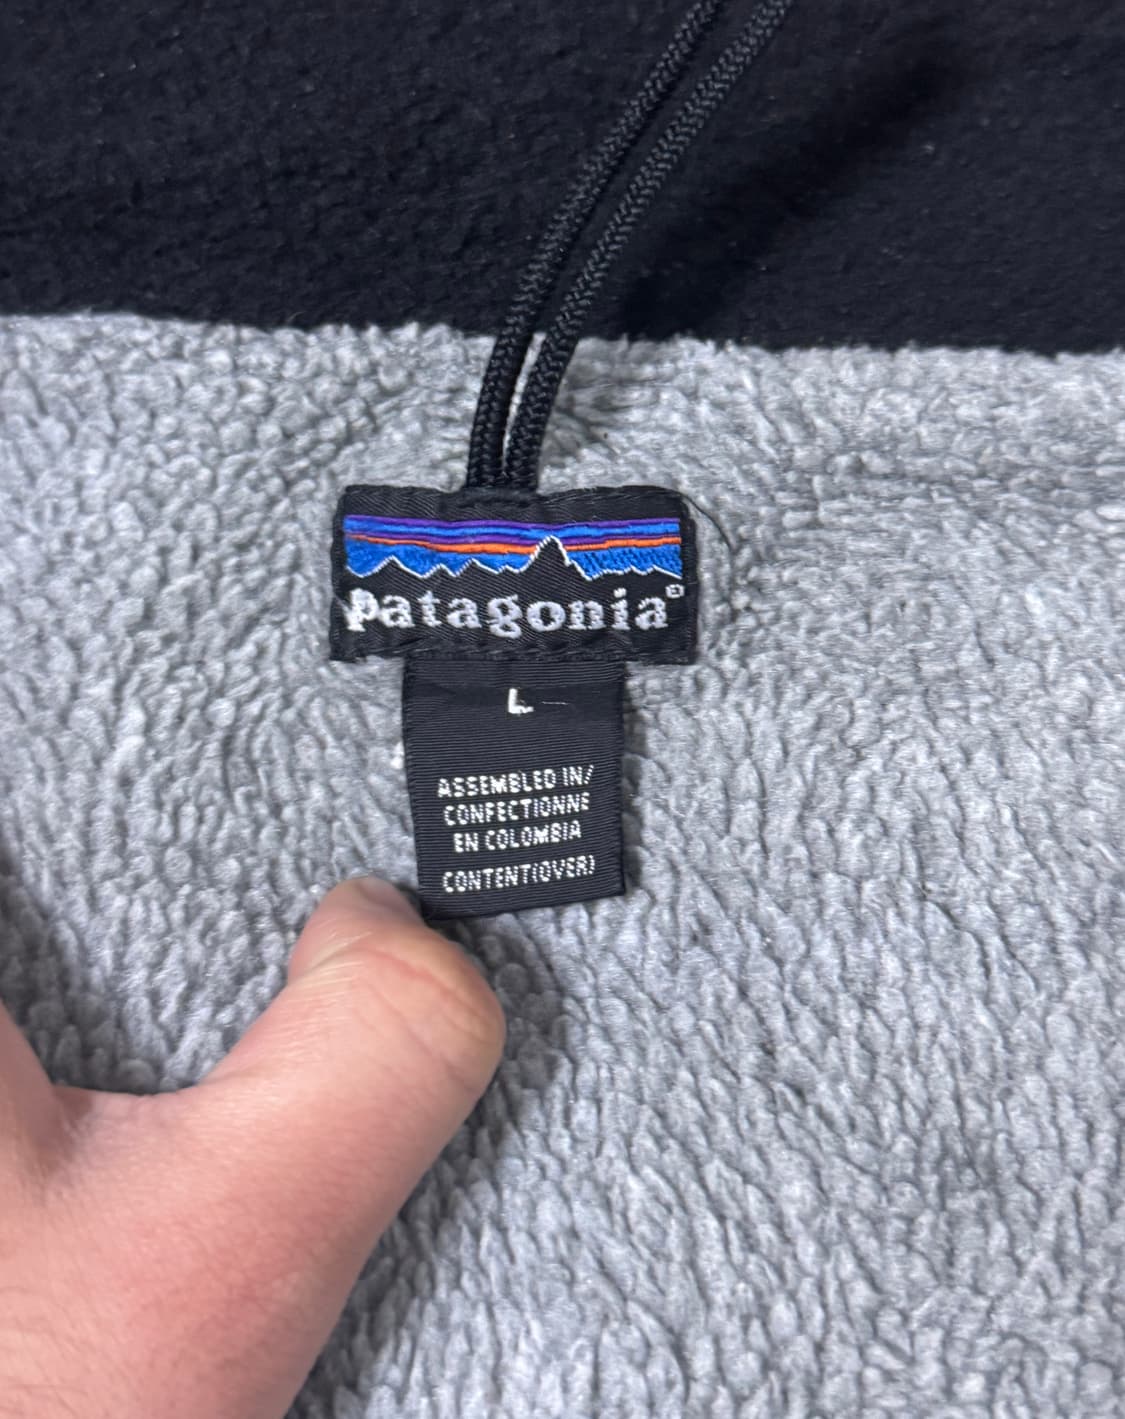 patagonia®
L
ASSEMBLED IN/
CONFECTIONNE
EN COLOMBIA
CONTENT(OVER)